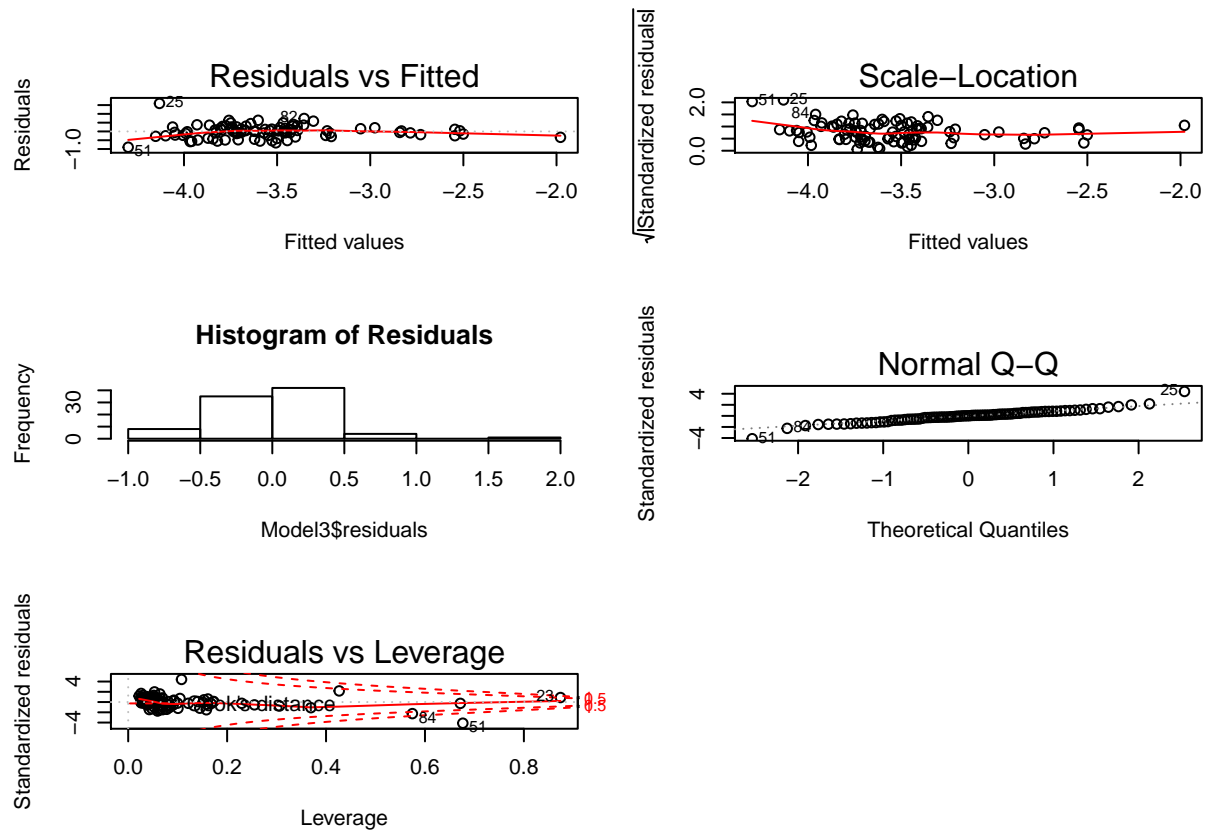 Residuals vs Fitted
Residuals
−1.0
25
82
51
−4.0 −3.5 −3.0 −2.5 −2.0
Fitted values
Scale−Location
√|Standardized residuals|
0.0 2.0
51 25
84
−4.0 −3.5 −3.0 −2.5 −2.0
Fitted values
Histogram of Residuals
Frequency
0 30
−1.0 −0.5 0.0 0.5 1.0 1.5 2.0
Model3$residuals
Normal Q−Q
Standardized residuals
−4 4
25
84
51
−2 −1 0 1 2
Theoretical Quantiles
Residuals vs Leverage
Standardized residuals
−4 4
distance
23
84
51
0.5
0.0 0.2 0.4 0.6 0.8
Leverage